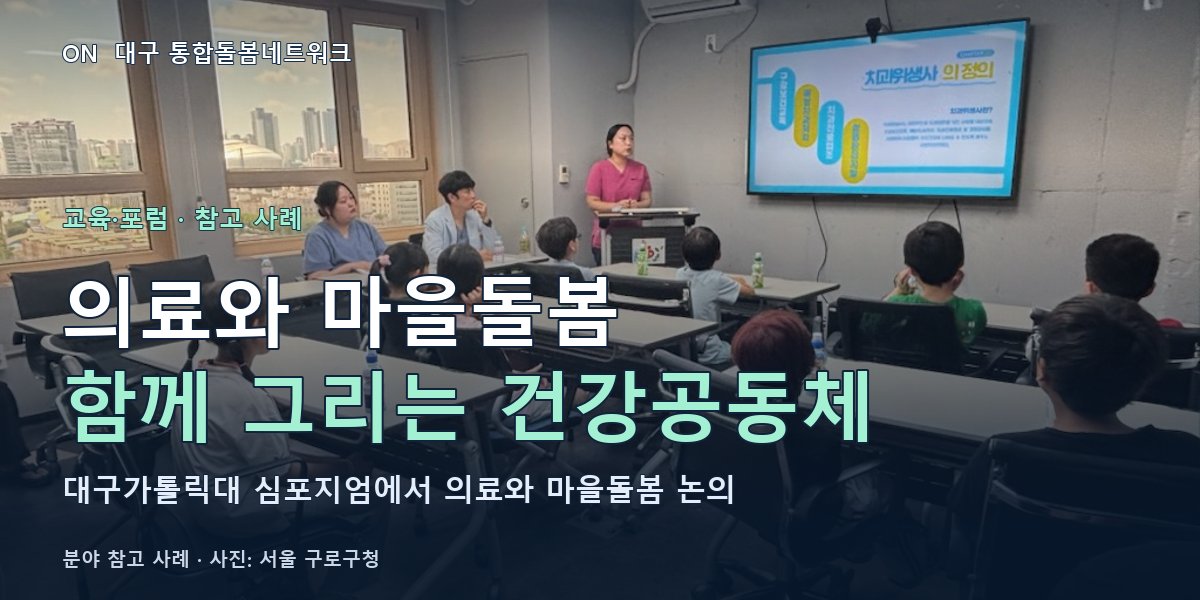 ON 대구 통합돌봄네트워크
교육·포럼 · 참고 사례
의료와 마을돌봄
함께 그리는 건강공동체
대구가톨릭대 심포지엄에서 의료와 마을돌봄 논의
분야 참고 사례 · 사진: 서울 구로구청
치과위생사 의 정의